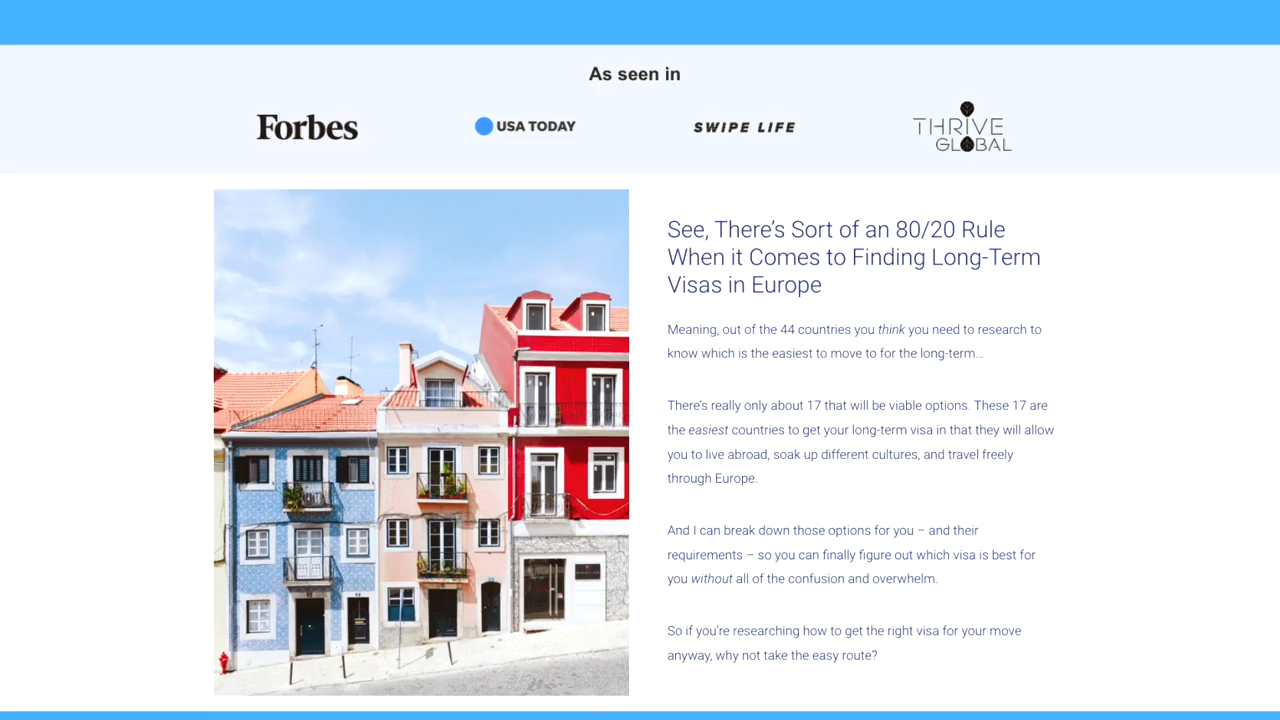 As seen in
Forbes
USA TODAY
SWIPE LIFE
THRIVE
GLOBAL
See, There’s Sort of an 80/20 Rule
When it Comes to Finding Long-Term
Visas in Europe
Meaning, out of the 44 countries you think you need to research to
know which is the easiest to move to for the long-term…
There’s really only about 17 that will be viable options. These 17 are
the easiest countries to get your long-term visa in that they will allow
you to live abroad, soak up different cultures, and travel freely
through Europe.
And I can break down those options for you – and their
requirements – so you can finally figure out which visa is best for
you without all of the confusion and overwhelm.
So if you’re researching how to get the right visa for your move
anyway, why not take the easy route?